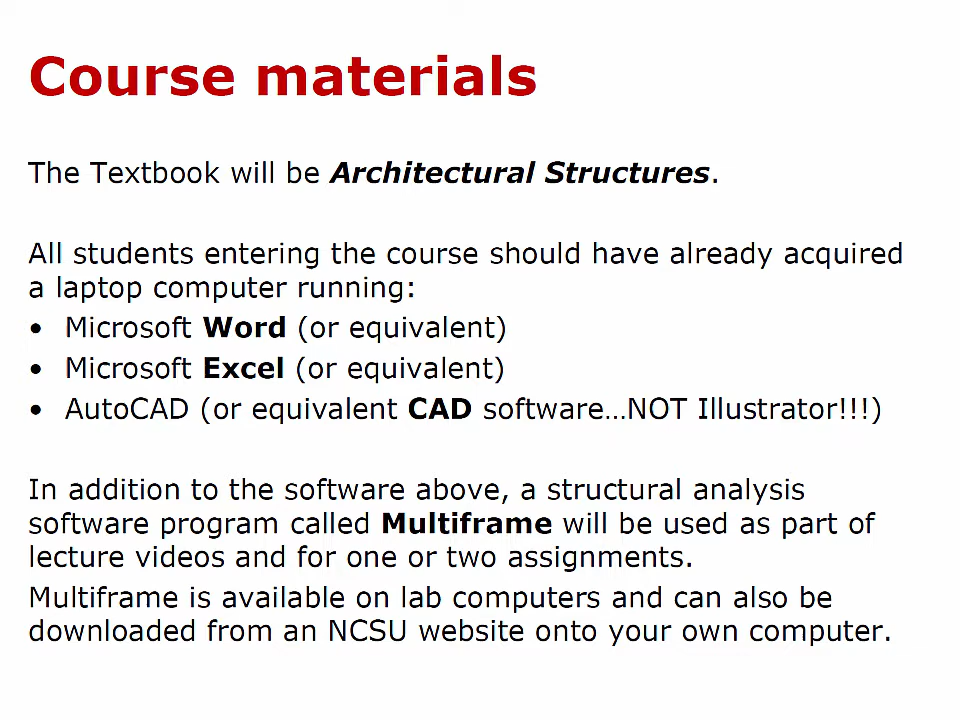 Course materials
The Textbook will be Architectural Structures.
All students entering the course should have already acquired
a laptop computer running:
• Microsoft Word (or equivalent)
• Microsoft Excel (or equivalent)
• AutoCAD (or equivalent CAD software…NOT Illustrator!!!)
In addition to the software above, a structural analysis
software program called Multiframe will be used as part of
lecture videos and for one or two assignments.
Multiframe is available on lab computers and can also be
downloaded from an NCSU website onto your own computer.